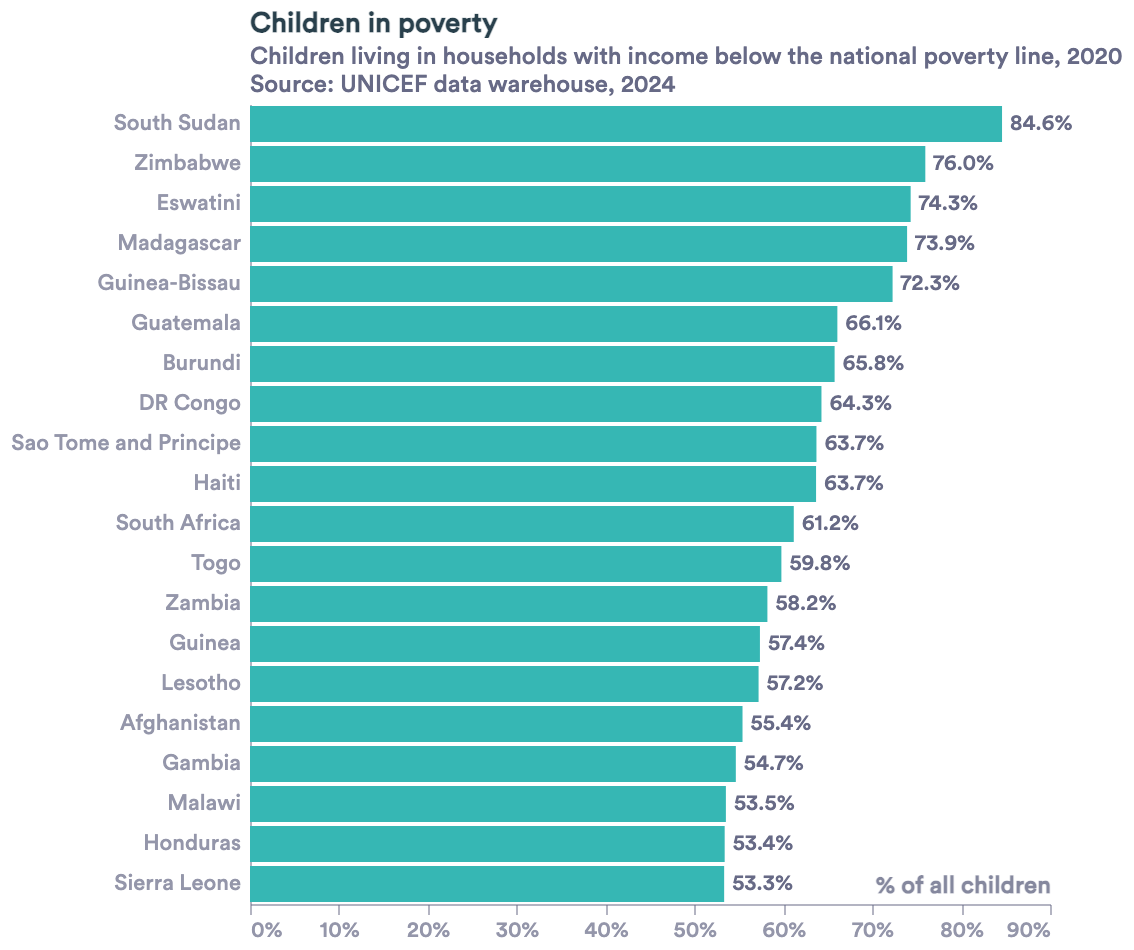 Children in poverty
Children living in households with income below the national poverty line, 2020
Source: UNICEF data warehouse, 2024
South Sudan 84.6%
Zimbabwe 76.0%
Eswatini 74.3%
Madagascar 73.9%
Guinea-Bissau 72.3%
Guatemala 66.1%
Burundi 65.8%
DR Congo 64.3%
Sao Tome and Principe 63.7%
Haiti 63.7%
South Africa 61.2%
Togo 59.8%
Zambia 58.2%
Guinea 57.4%
Lesotho 57.2%
Afghanistan 55.4%
Gambia 54.7%
Malawi 53.5%
Honduras 53.4%
Sierra Leone 53.3%
% of all children
0% 10% 20% 30% 40% 50% 60% 70% 80% 90%